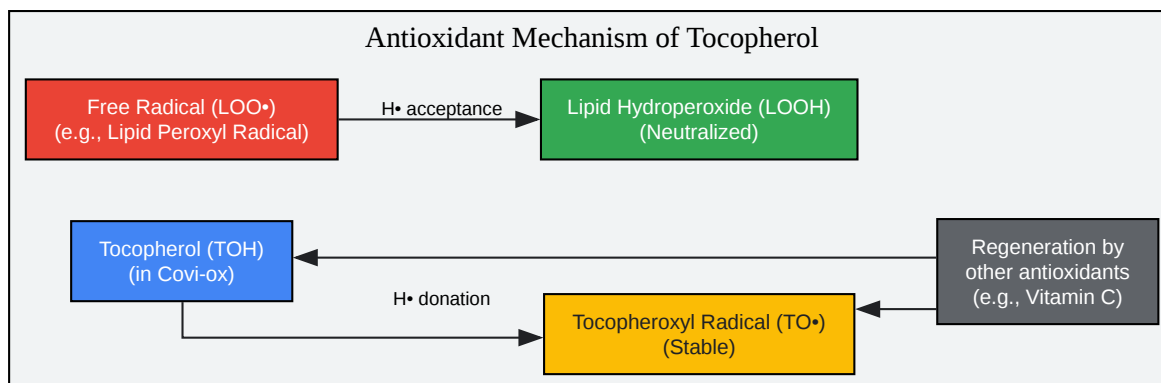 Antioxidant Mechanism of Tocopherol
Free Radical (LOO•)
(e.g., Lipid Peroxyl Radical)
H• acceptance
Lipid Hydroperoxide (LOOH)
(Neutralized)
Tocopherol (TOH)
(in Covi-ox)
Regeneration by
other antioxidants
(e.g., Vitamin C)
H• donation
Tocopheroxyl Radical (TO•)
(Stable)